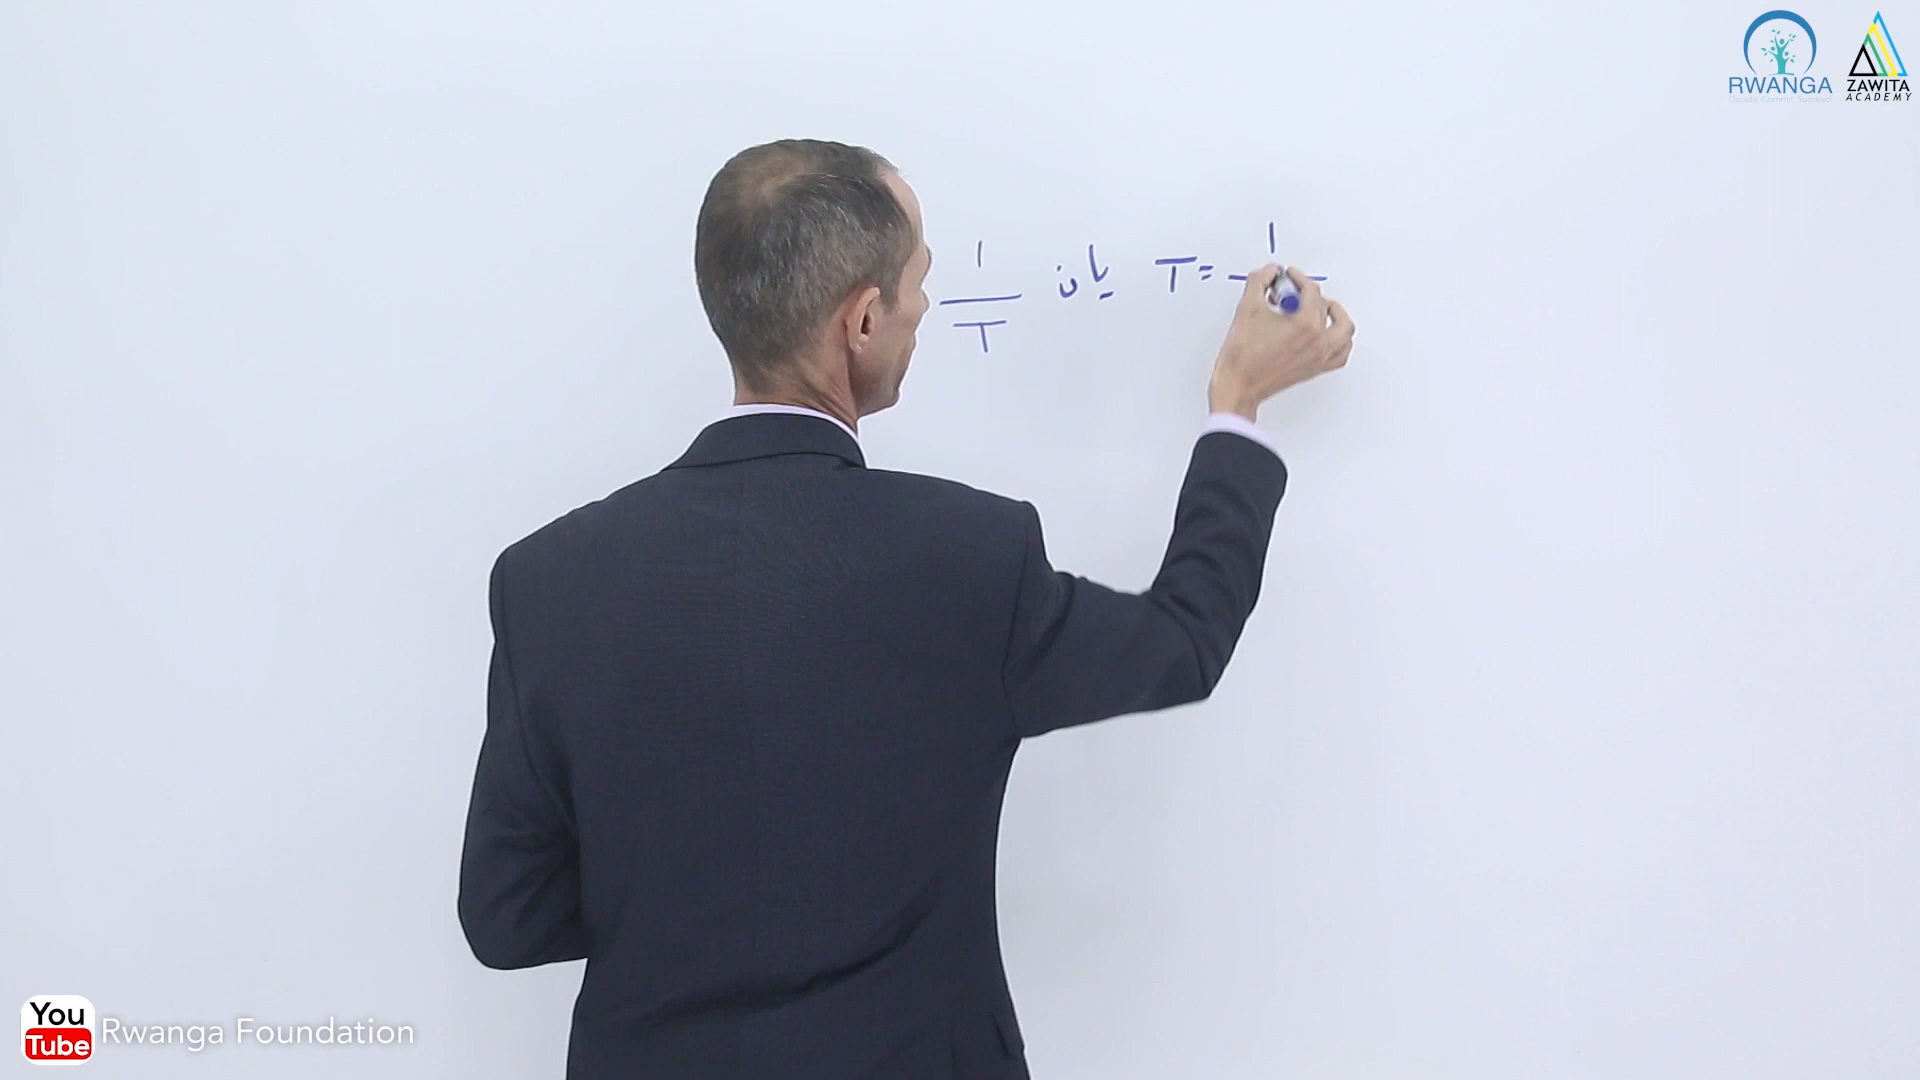 RWANGA
ZAWITA
ACADEMY
1/T یان T = 1/
You
Tube Rwanga Foundation